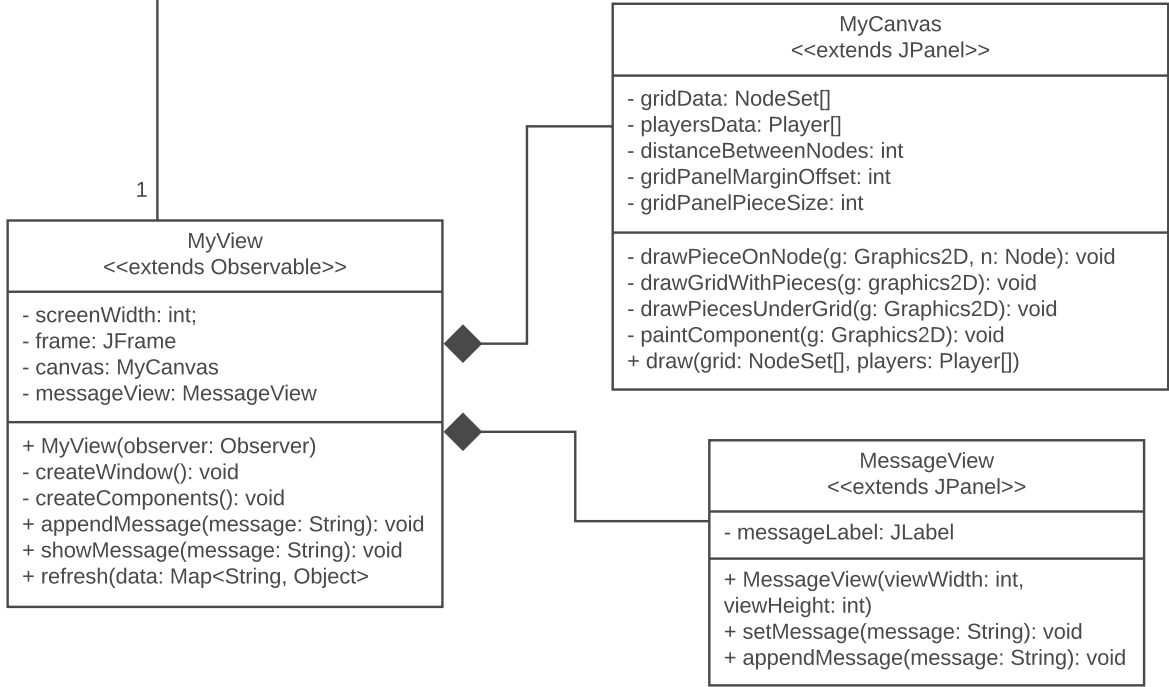 1
MyView
<<extends Observable>>
- screenWidth: int;
- frame: JFrame
- canvas: MyCanvas
- messageView: MessageView
+ MyView(observer: Observer)
- createWindow(): void
- createComponents(): void
+ appendMessage(message: String): void
+ showMessage(message: String): void
+ refresh(data: Map<String, Object>
MyCanvas
<<extends JPanel>>
- gridData: NodeSet[]
- playersData: Player[]
- distanceBetweenNodes: int
- gridPanelMarginOffset: int
- gridPanelPieceSize: int
- drawPieceOnNode(g: Graphics2D, n: Node): void
- drawGridWithPieces(g: graphics2D): void
- drawPiecesUnderGrid(g: Graphics2D): void
- paintComponent(g: Graphics2D): void
+ draw(grid: NodeSet[], players: Player[])
MessageView
<<extends JPanel>>
- messageLabel: JLabel
+ MessageView(viewWidth: int,
viewHeight: int)
+ setMessage(message: String): void
+ appendMessage(message: String): void